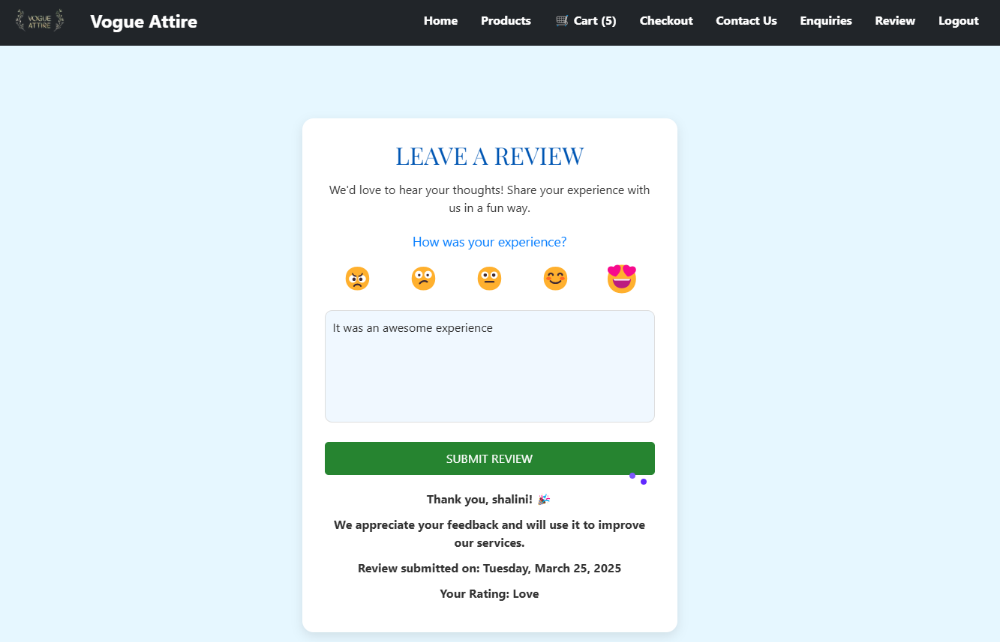 VOGUE
ATTIRE
Vogue Attire
Home Products 🛒 Cart (5) Checkout Contact Us Enquiries Review Logout
LEAVE A REVIEW
We'd love to hear your thoughts! Share your experience with
us in a fun way.
How was your experience?
It was an awesome experience
SUBMIT REVIEW
Thank you, shalini! 🎉
We appreciate your feedback and will use it to improve
our services.
Review submitted on: Tuesday, March 25, 2025
Your Rating: Love